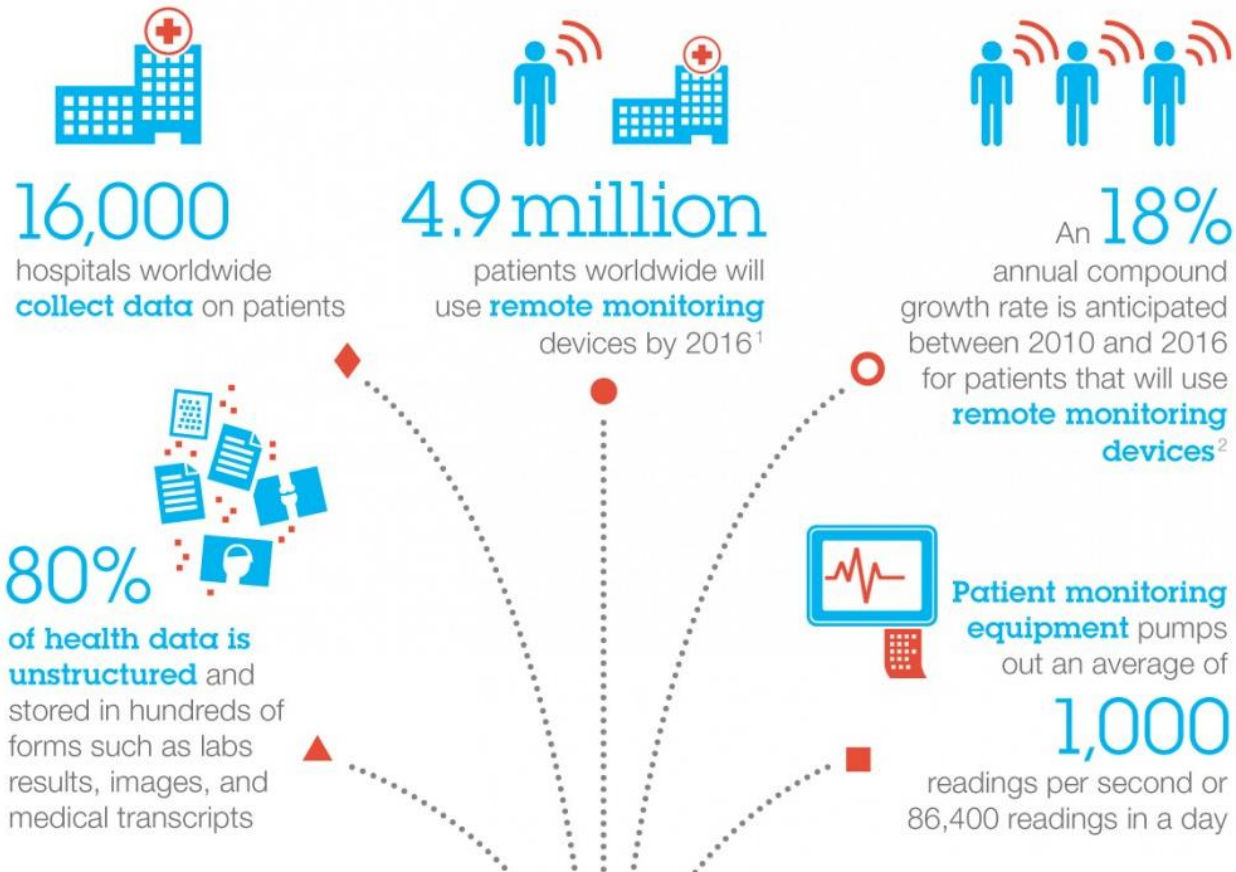 16,000
hospitals worldwide
collect data on patients
4.9 million
patients worldwide will
use remote monitoring
devices by 2016¹
An 18%
annual compound
growth rate is anticipated
between 2010 and 2016
for patients that will use
remote monitoring
devices²
80%
of health data is
unstructured and
stored in hundreds of
forms such as labs
results, images, and
medical transcripts
Patient monitoring
equipment pumps
out an average of
1,000
readings per second or
86,400 readings in a day